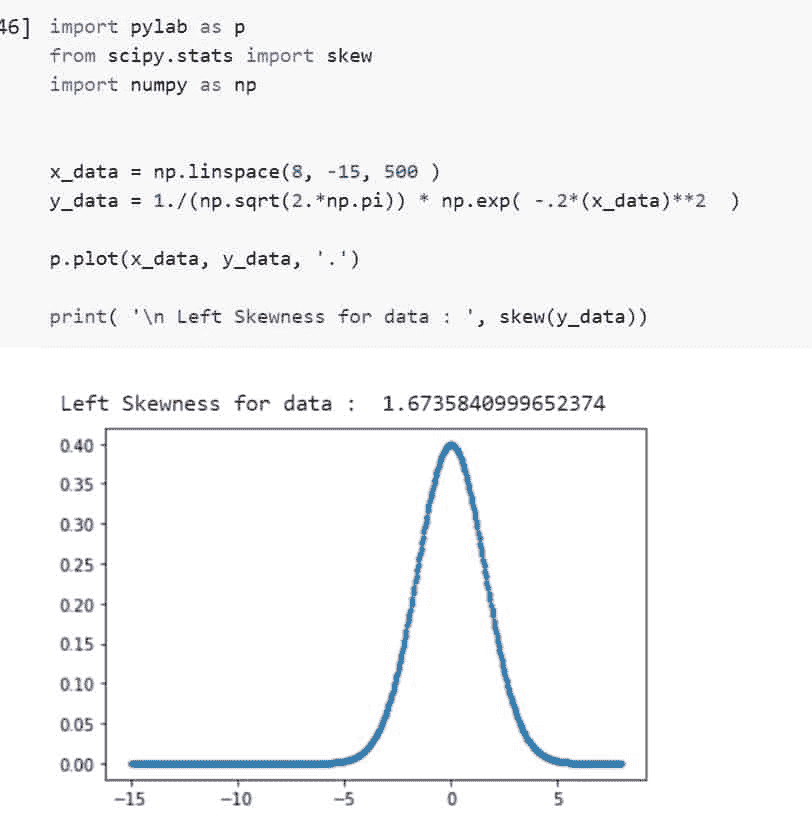 46] import pylab as p
from scipy.stats import skew
import numpy as np
x_data = np.linspace(8, -15, 500 )
y_data = 1./(np.sqrt(2.*np.pi)) * np.exp( -.2*(x_data)**2  )
p.plot(x_data, y_data, '.')
print( '\n Left Skewness for data : ', skew(y_data))
Left Skewness for data :  1.6735840999652374
0.40
0.35
0.30
0.25
0.20
0.15
0.10
0.05
0.00
−15 −10 −5 0 5